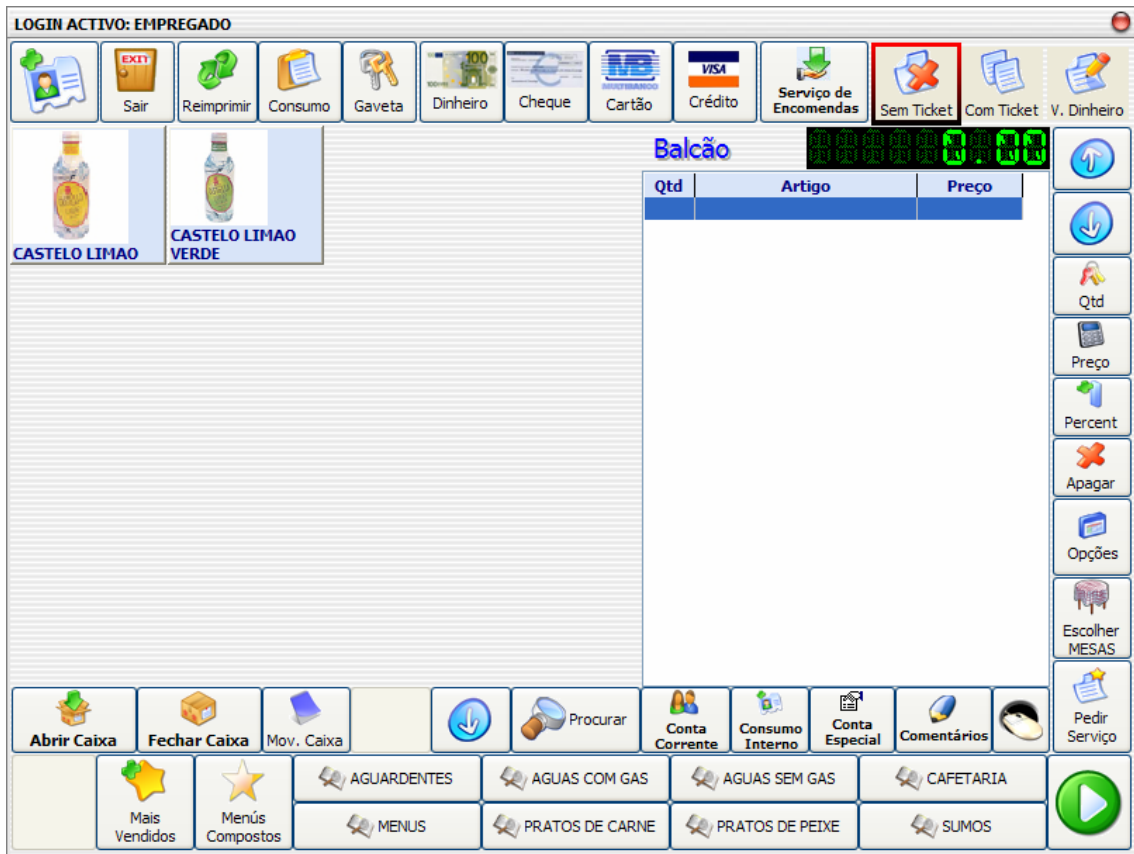 LOGIN ACTIVO: EMPREGADO
EXIT
Sair
Reimprimir
Consumo
Gaveta
100
Dinheiro
Cheque
MB
MULTIBANCO
Cartão
VISA
Crédito
Serviço de
Encomendas
Sem Ticket
Com Ticket
V. Dinheiro
CASTELO LIMAO
CASTELO LIMAO
VERDE
Balcão
0.00
Qtd Artigo Preço
Qtd
Preço
Percent
Apagar
Opções
Escolher
MESAS
Pedir
Serviço
Abrir Caixa
Fechar Caixa
Mov. Caixa
Procurar
Conta
Corrente
Consumo
Interno
Conta
Especial
Comentários
Mais
Vendidos
Menús
Compostos
AGUARDENTES
AGUAS COM GAS
AGUAS SEM GAS
CAFETARIA
MENUS
PRATOS DE CARNE
PRATOS DE PEIXE
SUMOS